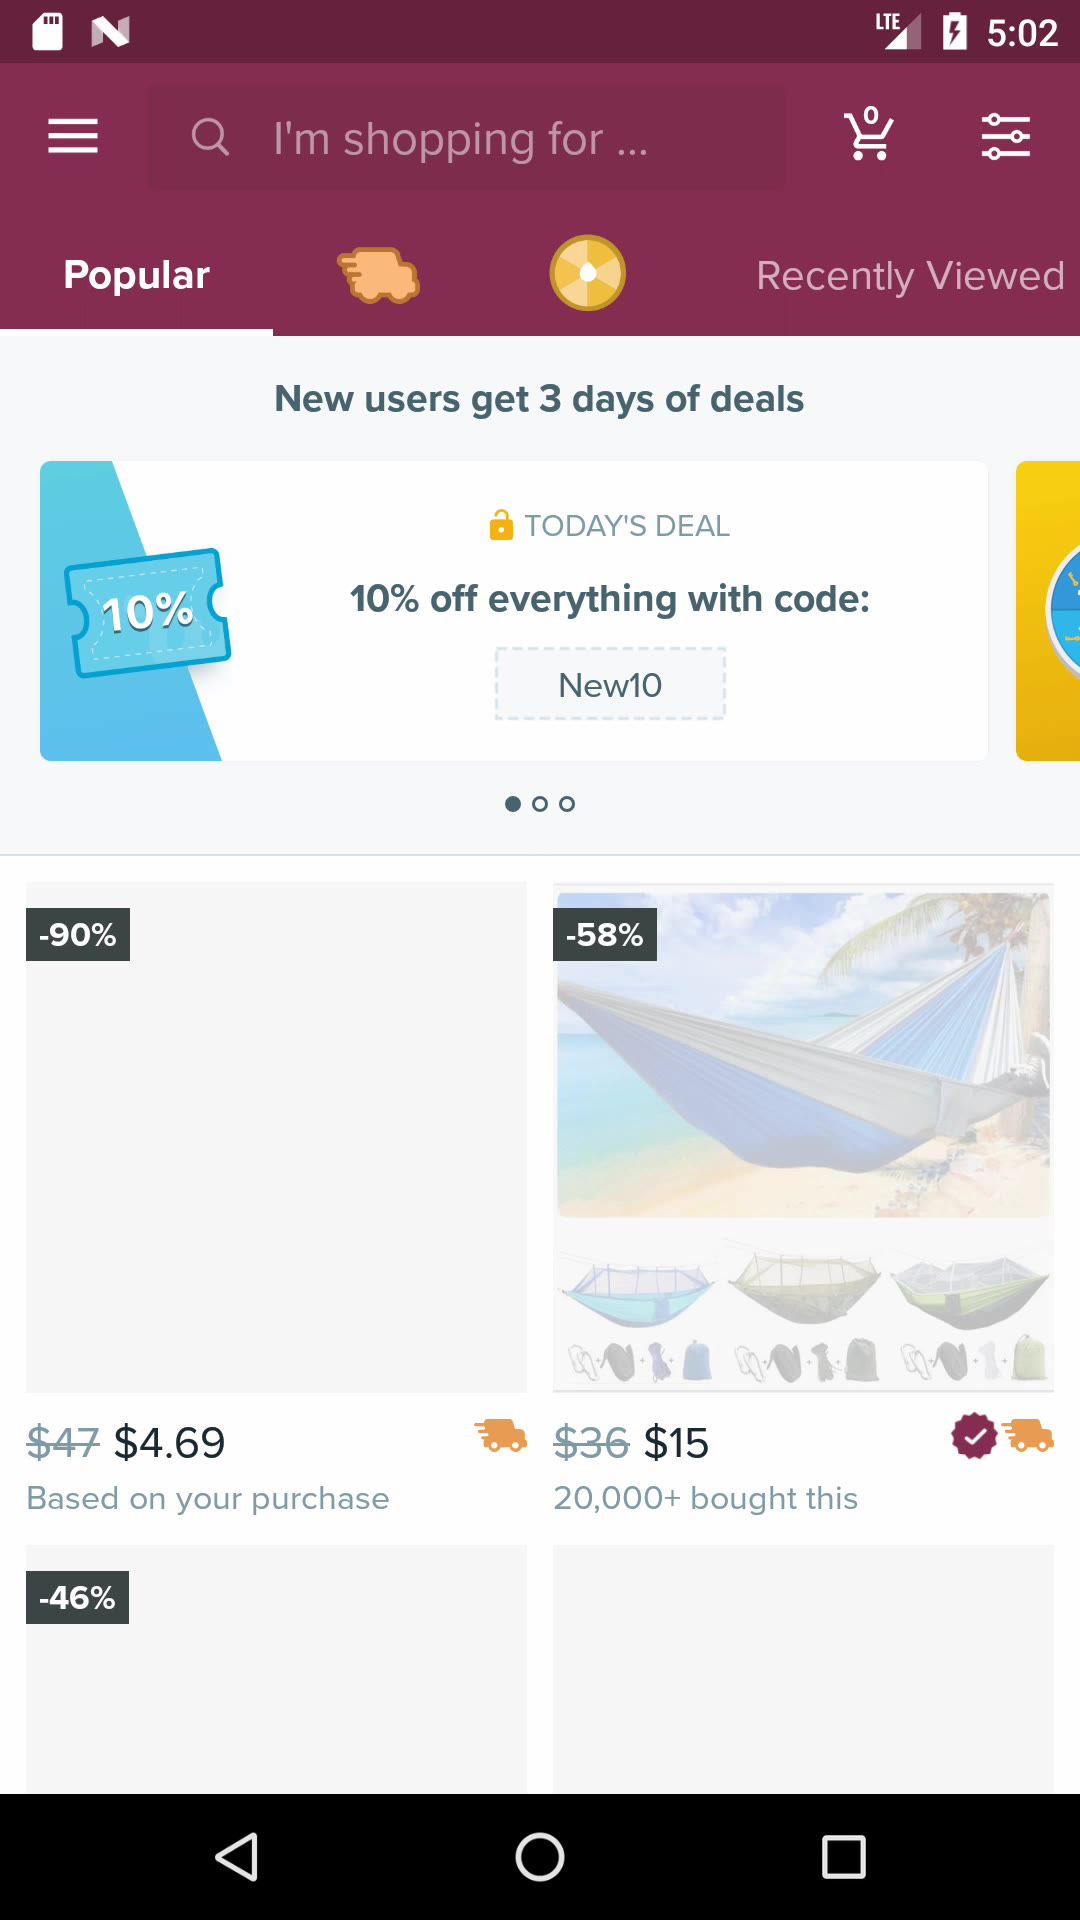 LTE 5:02
I'm shopping for ...
0
Popular
Recently Viewed
New users get 3 days of deals
TODAY'S DEAL
10%
10% off everything with code:
New10
-90%
-58%
$47 $4.69
$36 $15
Based on your purchase
20,000+ bought this
-46%